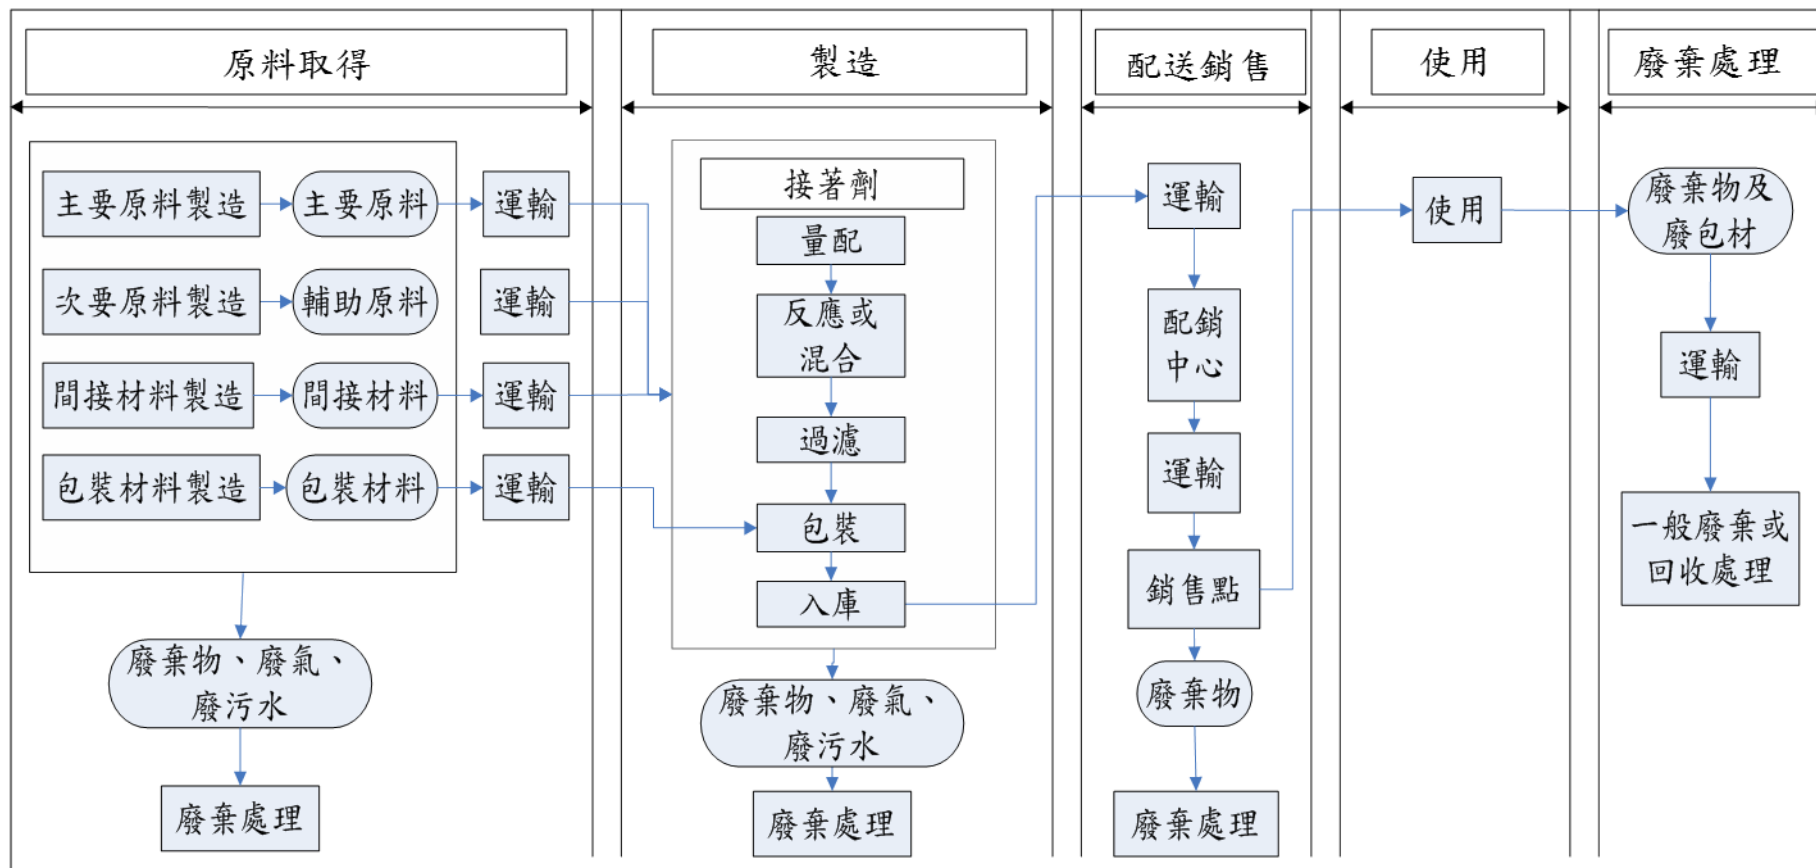 原料取得
製造
配送銷售
使用
廢棄處理
主要原料製造
主要原料
運輸
次要原料製造
輔助原料
運輸
間接材料製造
間接材料
運輸
包裝材料製造
包裝材料
運輸
廢棄物、廢氣、
廢污水
廢棄處理
接著劑
量配
反應或
混合
過濾
包裝
入庫
廢棄物、廢氣、
廢污水
廢棄處理
運輸
配銷
中心
運輸
銷售點
廢棄物
廢棄處理
使用
廢棄物及
廢包材
運輸
一般廢棄或
回收處理